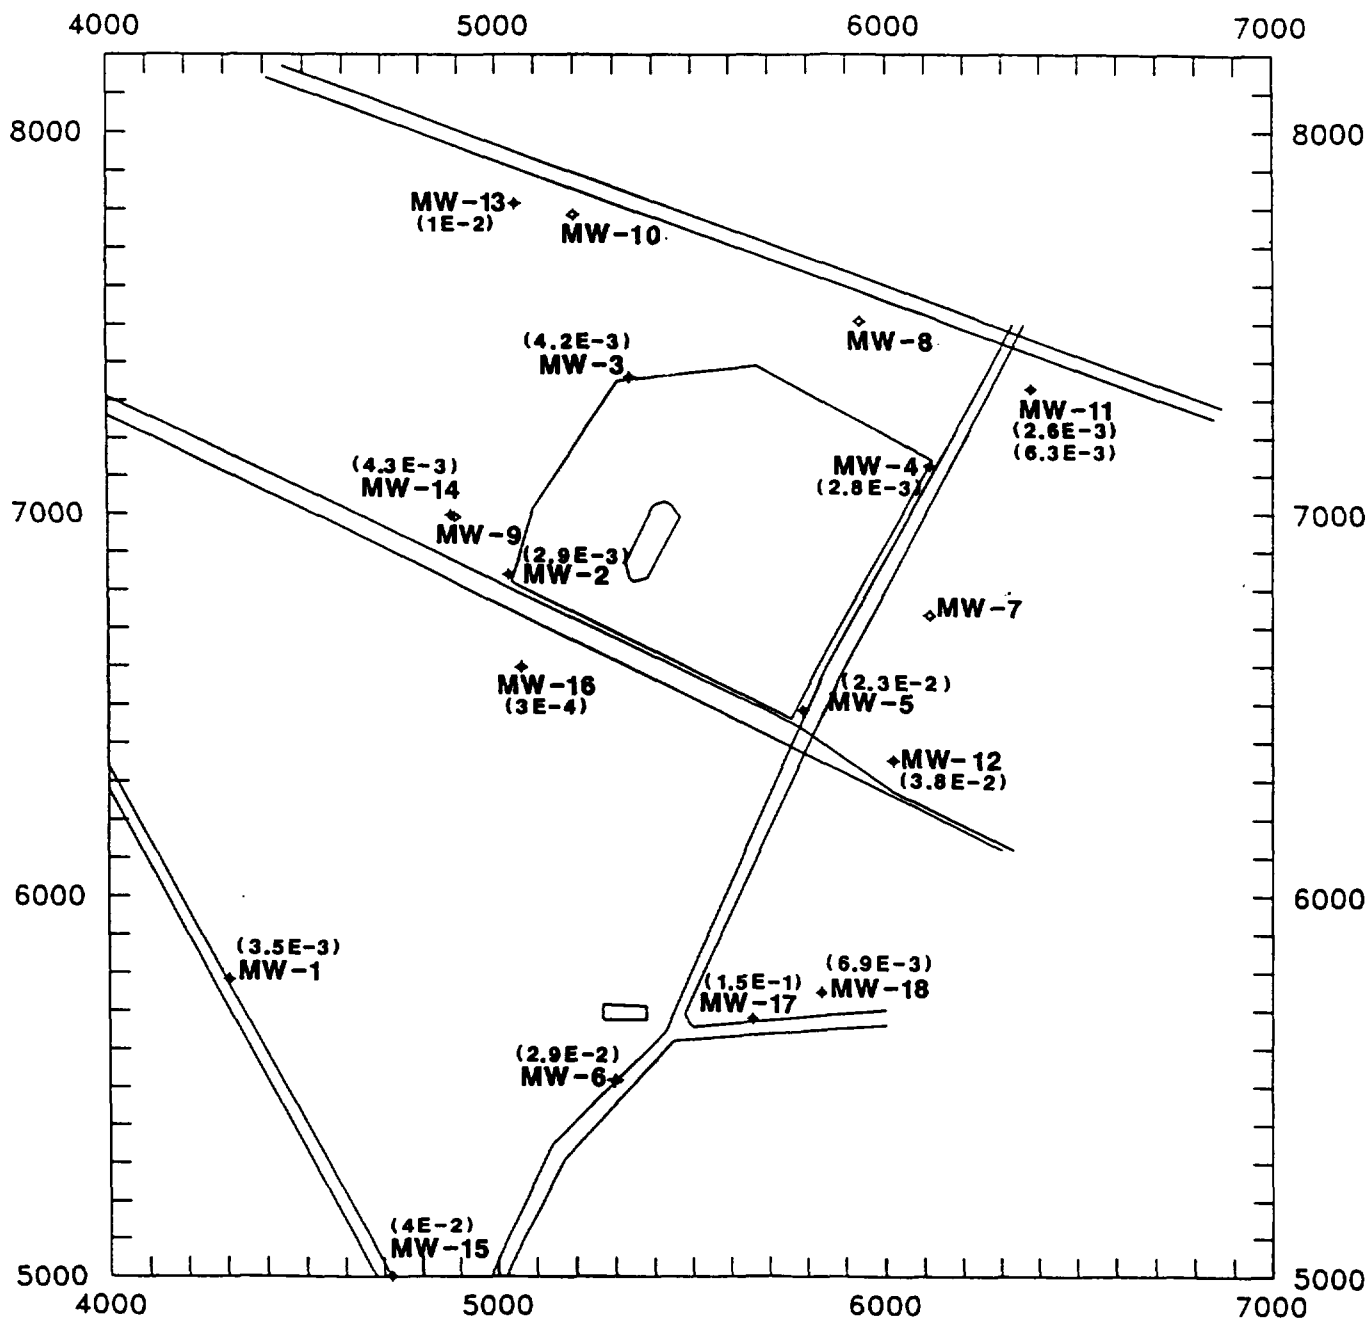 4000 5000 6000 7000
8000 8000
MW-13
(1E-2)
MW-10
(4.2E-3)
MW-3
MW-8
MW-11
(2.6E-3)
(6.3E-3)
(4.3E-3)
MW-14
MW-4
(2.8E-3)
7000 7000
MW-9
(2.9E-3)
MW-2
MW-7
MW-16
(3E-4)
(2.3E-2)
MW-5
MW-12
(3.8E-2)
6000 6000
(3.5E-3)
MW-1
(6.9E-3)
MW-18
(1.5E-1)
MW-17
(2.9E-2)
MW-6
(4E-2)
MW-15
5000 5000
4000 5000 6000 7000